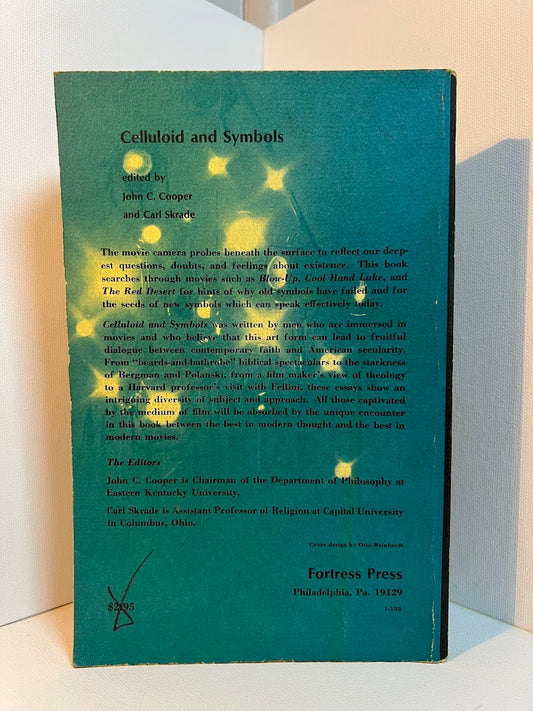 Celluloid and Symbols
edited by
John C. Cooper
and Carl Skrade
The movie camera probes beneath the surface to reflect our deep-
est questions, doubts, and feelings about existence. This book
searches through movies such as Blow-Up, Cool Hand Luke, and
The Red Desert for hints of why old symbols have failed and for
the seeds of new symbols which can speak effectively today.
Celluloid and Symbols was written by men who are immersed in
movies and who believe that this art form can lead to fruitful
dialogue between contemporary faith and American secularity.
From "beards-and-bathrobe" biblical spectaculars to the starkness
of Bergman and Polanski, from a film maker's view of theology
to a Harvard professor's visit with Fellini, these essays show an
intriguing diversity of subject and approach. All those captivated
by the medium of film will be absorbed by the unique encounter
in this book between the best in modern thought and the best in
modern movies.
The Editors
John C. Cooper is Chairman of the Department of Philosophy at
Eastern Kentucky University.
Carl Skrade is Assistant Professor of Religion at Capital University
in Columbus, Ohio.
Cover design by Otto Reinhardt
Fortress Press
Philadelphia, Pa. 19129
$2.95
1-138